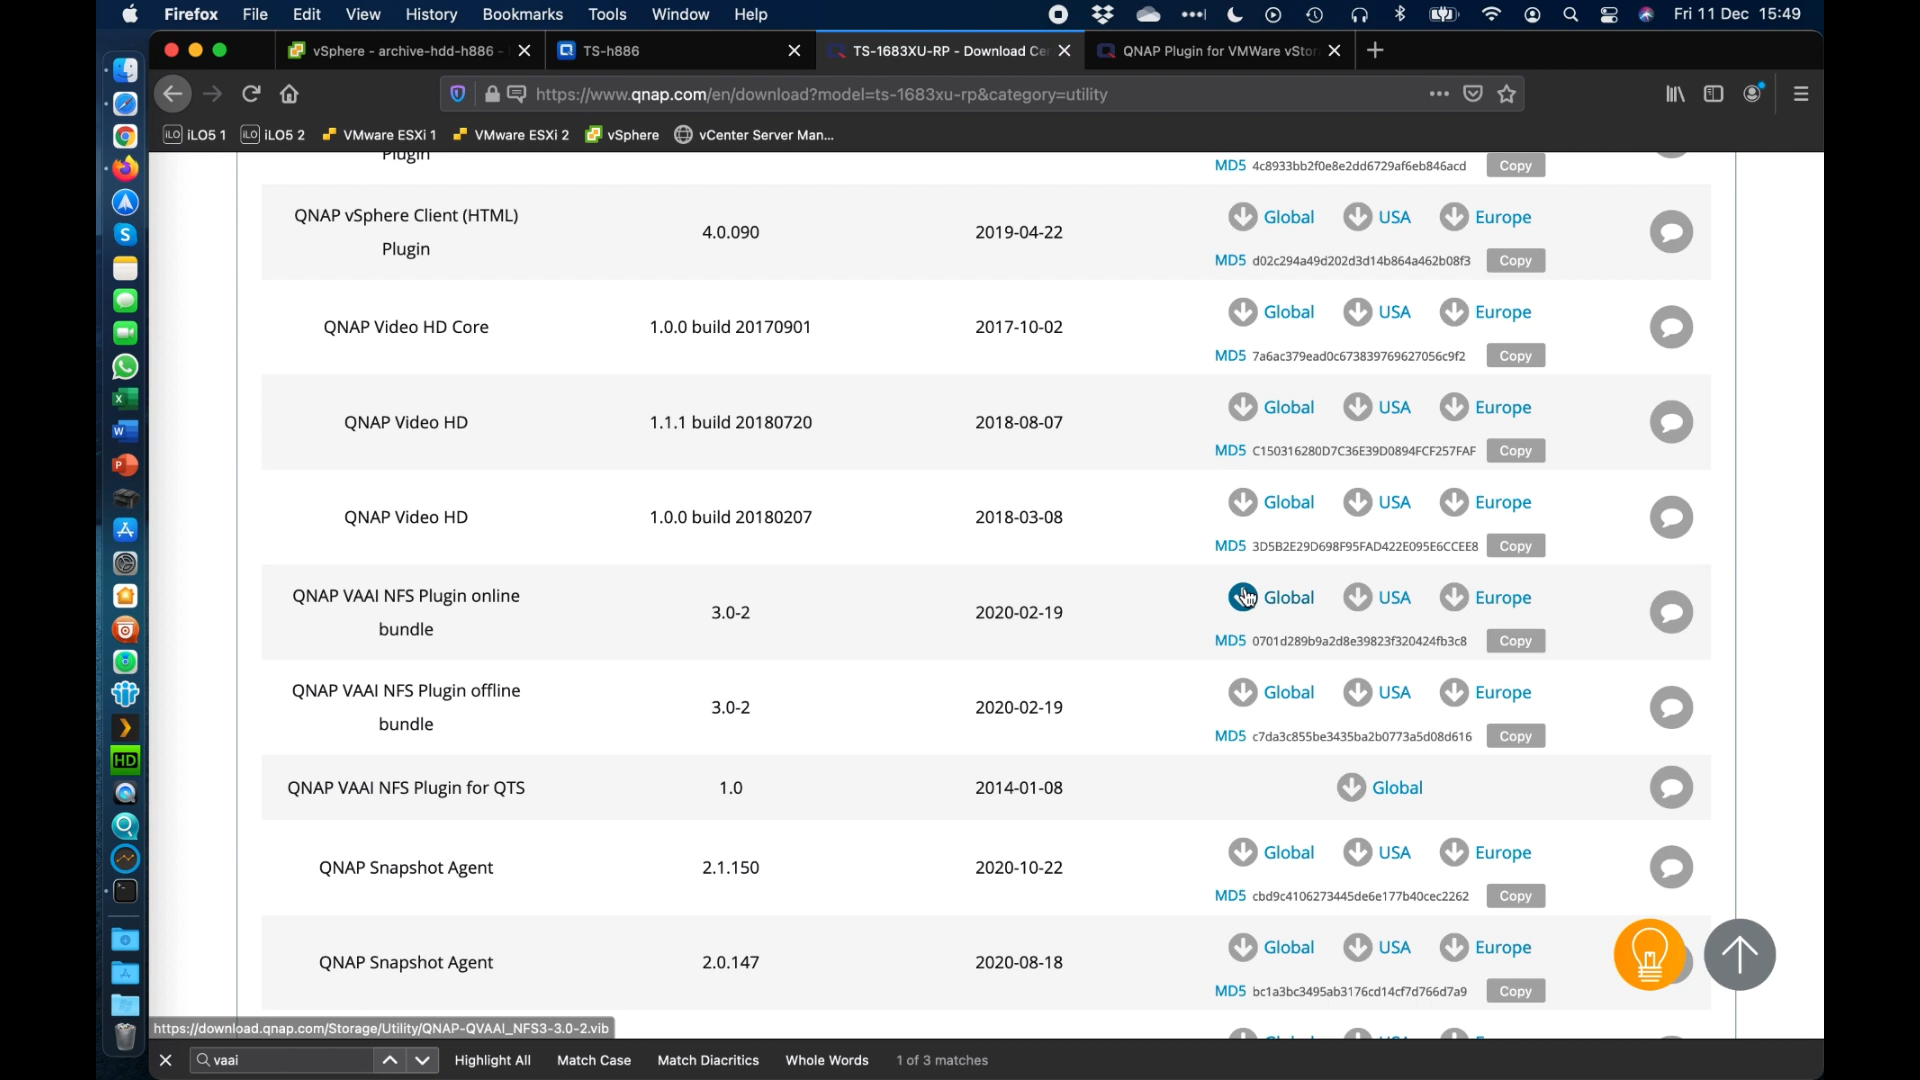 Firefox File Edit View History Bookmarks Tools Window Help Fri 11 Dec 15:49
vSphere - archive-hdd-h886 - TS-h886 TS-1683XU-RP - Download Ce QNAP Plugin for VMWare vStor
https://www.qnap.com/en/download?model=ts-1683xu-rp&category=utility
iLO iLO5 1 iLO iLO5 2 VMware ESXi 1 VMware ESXi 2 vSphere vCenter Server Man...
Plugin MD5 4c8933bb2f0e8e2dd6729af6eb846acd Copy
QNAP vSphere Client (HTML)
Plugin
4.0.090 2019-04-22
Global USA Europe
MD5 d02c294a49d202d3d14b864a462b08f3 Copy
QNAP Video HD Core 1.0.0 build 20170901 2017-10-02
Global USA Europe
MD5 7a6ac379ead0c673839769627056c9f2 Copy
QNAP Video HD 1.1.1 build 20180720 2018-08-07
Global USA Europe
MD5 C150316280D7C36E39D0894FCF257FAF Copy
QNAP Video HD 1.0.0 build 20180207 2018-03-08
Global USA Europe
MD5 3D5B2E29D698F95FAD422E095E6CCEE8 Copy
QNAP VAAI NFS Plugin online
bundle
3.0-2 2020-02-19
Global USA Europe
MD5 0701d289b9a2d8e39823f320424fb3c8 Copy
QNAP VAAI NFS Plugin offline
bundle
3.0-2 2020-02-19
Global USA Europe
MD5 c7da3c855be3435ba2b0773a5d08d616 Copy
QNAP VAAI NFS Plugin for QTS 1.0 2014-01-08 Global
QNAP Snapshot Agent 2.1.150 2020-10-22
Global USA Europe
MD5 cbd9c4106273445de6e177b40cec2262 Copy
QNAP Snapshot Agent 2.0.147 2020-08-18
Global USA Europe
MD5 bc1a3bc3495ab3176cd14cf7d766d7a9 Copy
https://download.qnap.com/Storage/Utility/QNAP-QVAAI_NFS3-3.0-2.vib
vaai Highlight All Match Case Match Diacritics Whole Words 1 of 3 matches